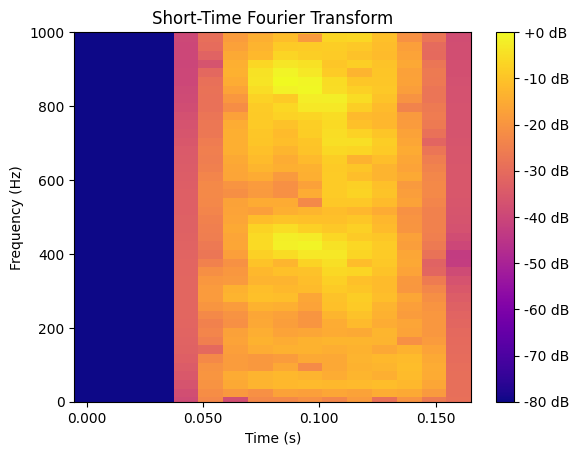 Short-Time Fourier Transform
1000
800
600
400
200
0
Frequency (Hz)
0.000
0.050
0.100
0.150
Time (s)
+0 dB
-10 dB
-20 dB
-30 dB
-40 dB
-50 dB
-60 dB
-70 dB
-80 dB